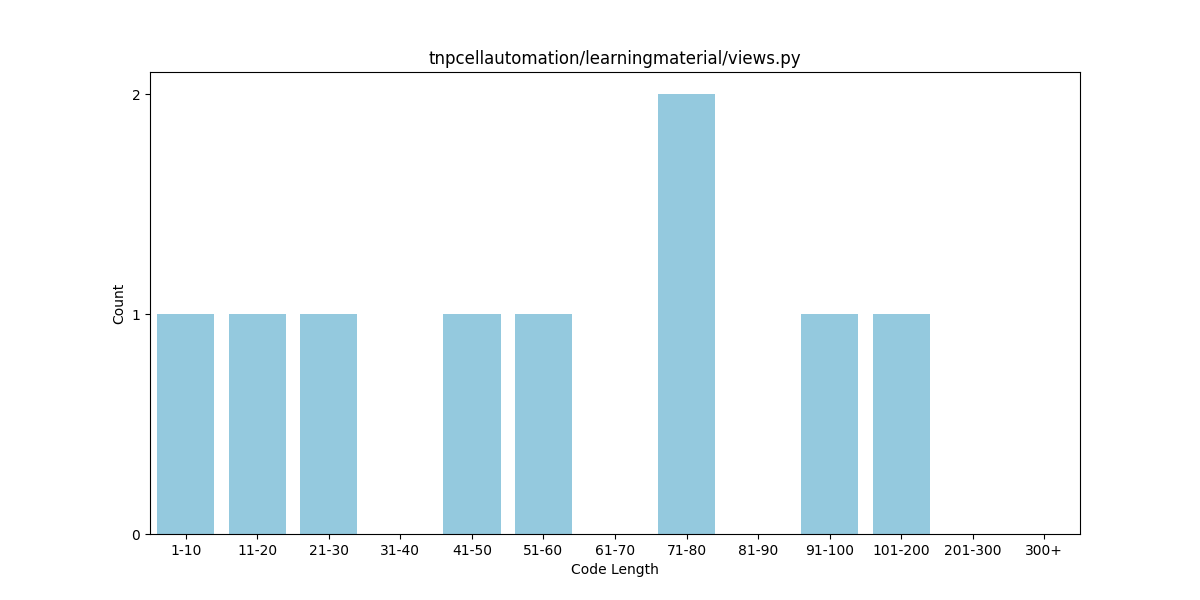 tnpcellautomation/learningmaterial/views.py
2
1
0
Count
1-10 11-20 21-30 31-40 41-50 51-60 61-70 71-80 81-90 91-100 101-200 201-300 300+
Code Length